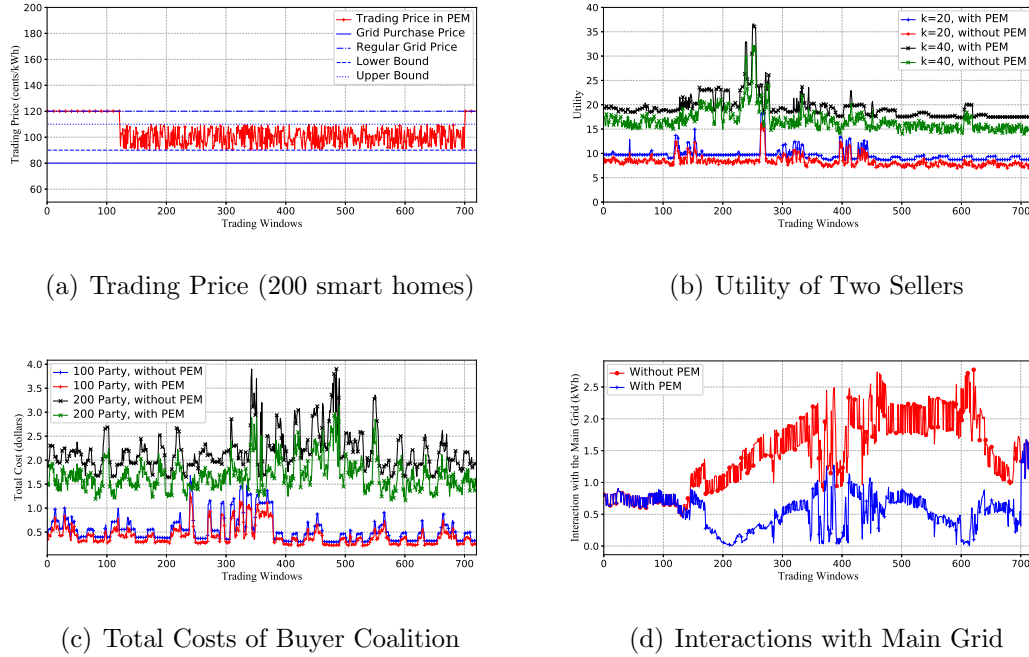 200
180
160
140
120
100
80
60
Trading Price (cents/kWh)
Trading Price in PEM
Grid Purchase Price
Regular Grid Price
Lower Bound
Upper Bound
0 100 200 300 400 500 600 700
Trading Windows
(a) Trading Price (200 smart homes)
40
35
30
25
20
15
10
5
0
Utility
k=20, with PEM
k=20, without PEM
k=40, with PEM
k=40, without PEM
0 100 200 300 400 500 600 700
Trading Windows
(b) Utility of Two Sellers
4.0
3.5
3.0
2.5
2.0
1.5
1.0
0.5
Total Cost (dollars)
100 Party, without PEM
100 Party, with PEM
200 Party, without PEM
200 Party, with PEM
0 100 200 300 400 500 600 700
Trading Windows
(c) Total Costs of Buyer Coalition
2.5
2.0
1.5
1.0
0.5
0.0
Interaction with the Main Grid (kWh)
Without PEM
With PEM
0 100 200 300 400 500 600 700
Trading Windows
(d) Interactions with Main Grid